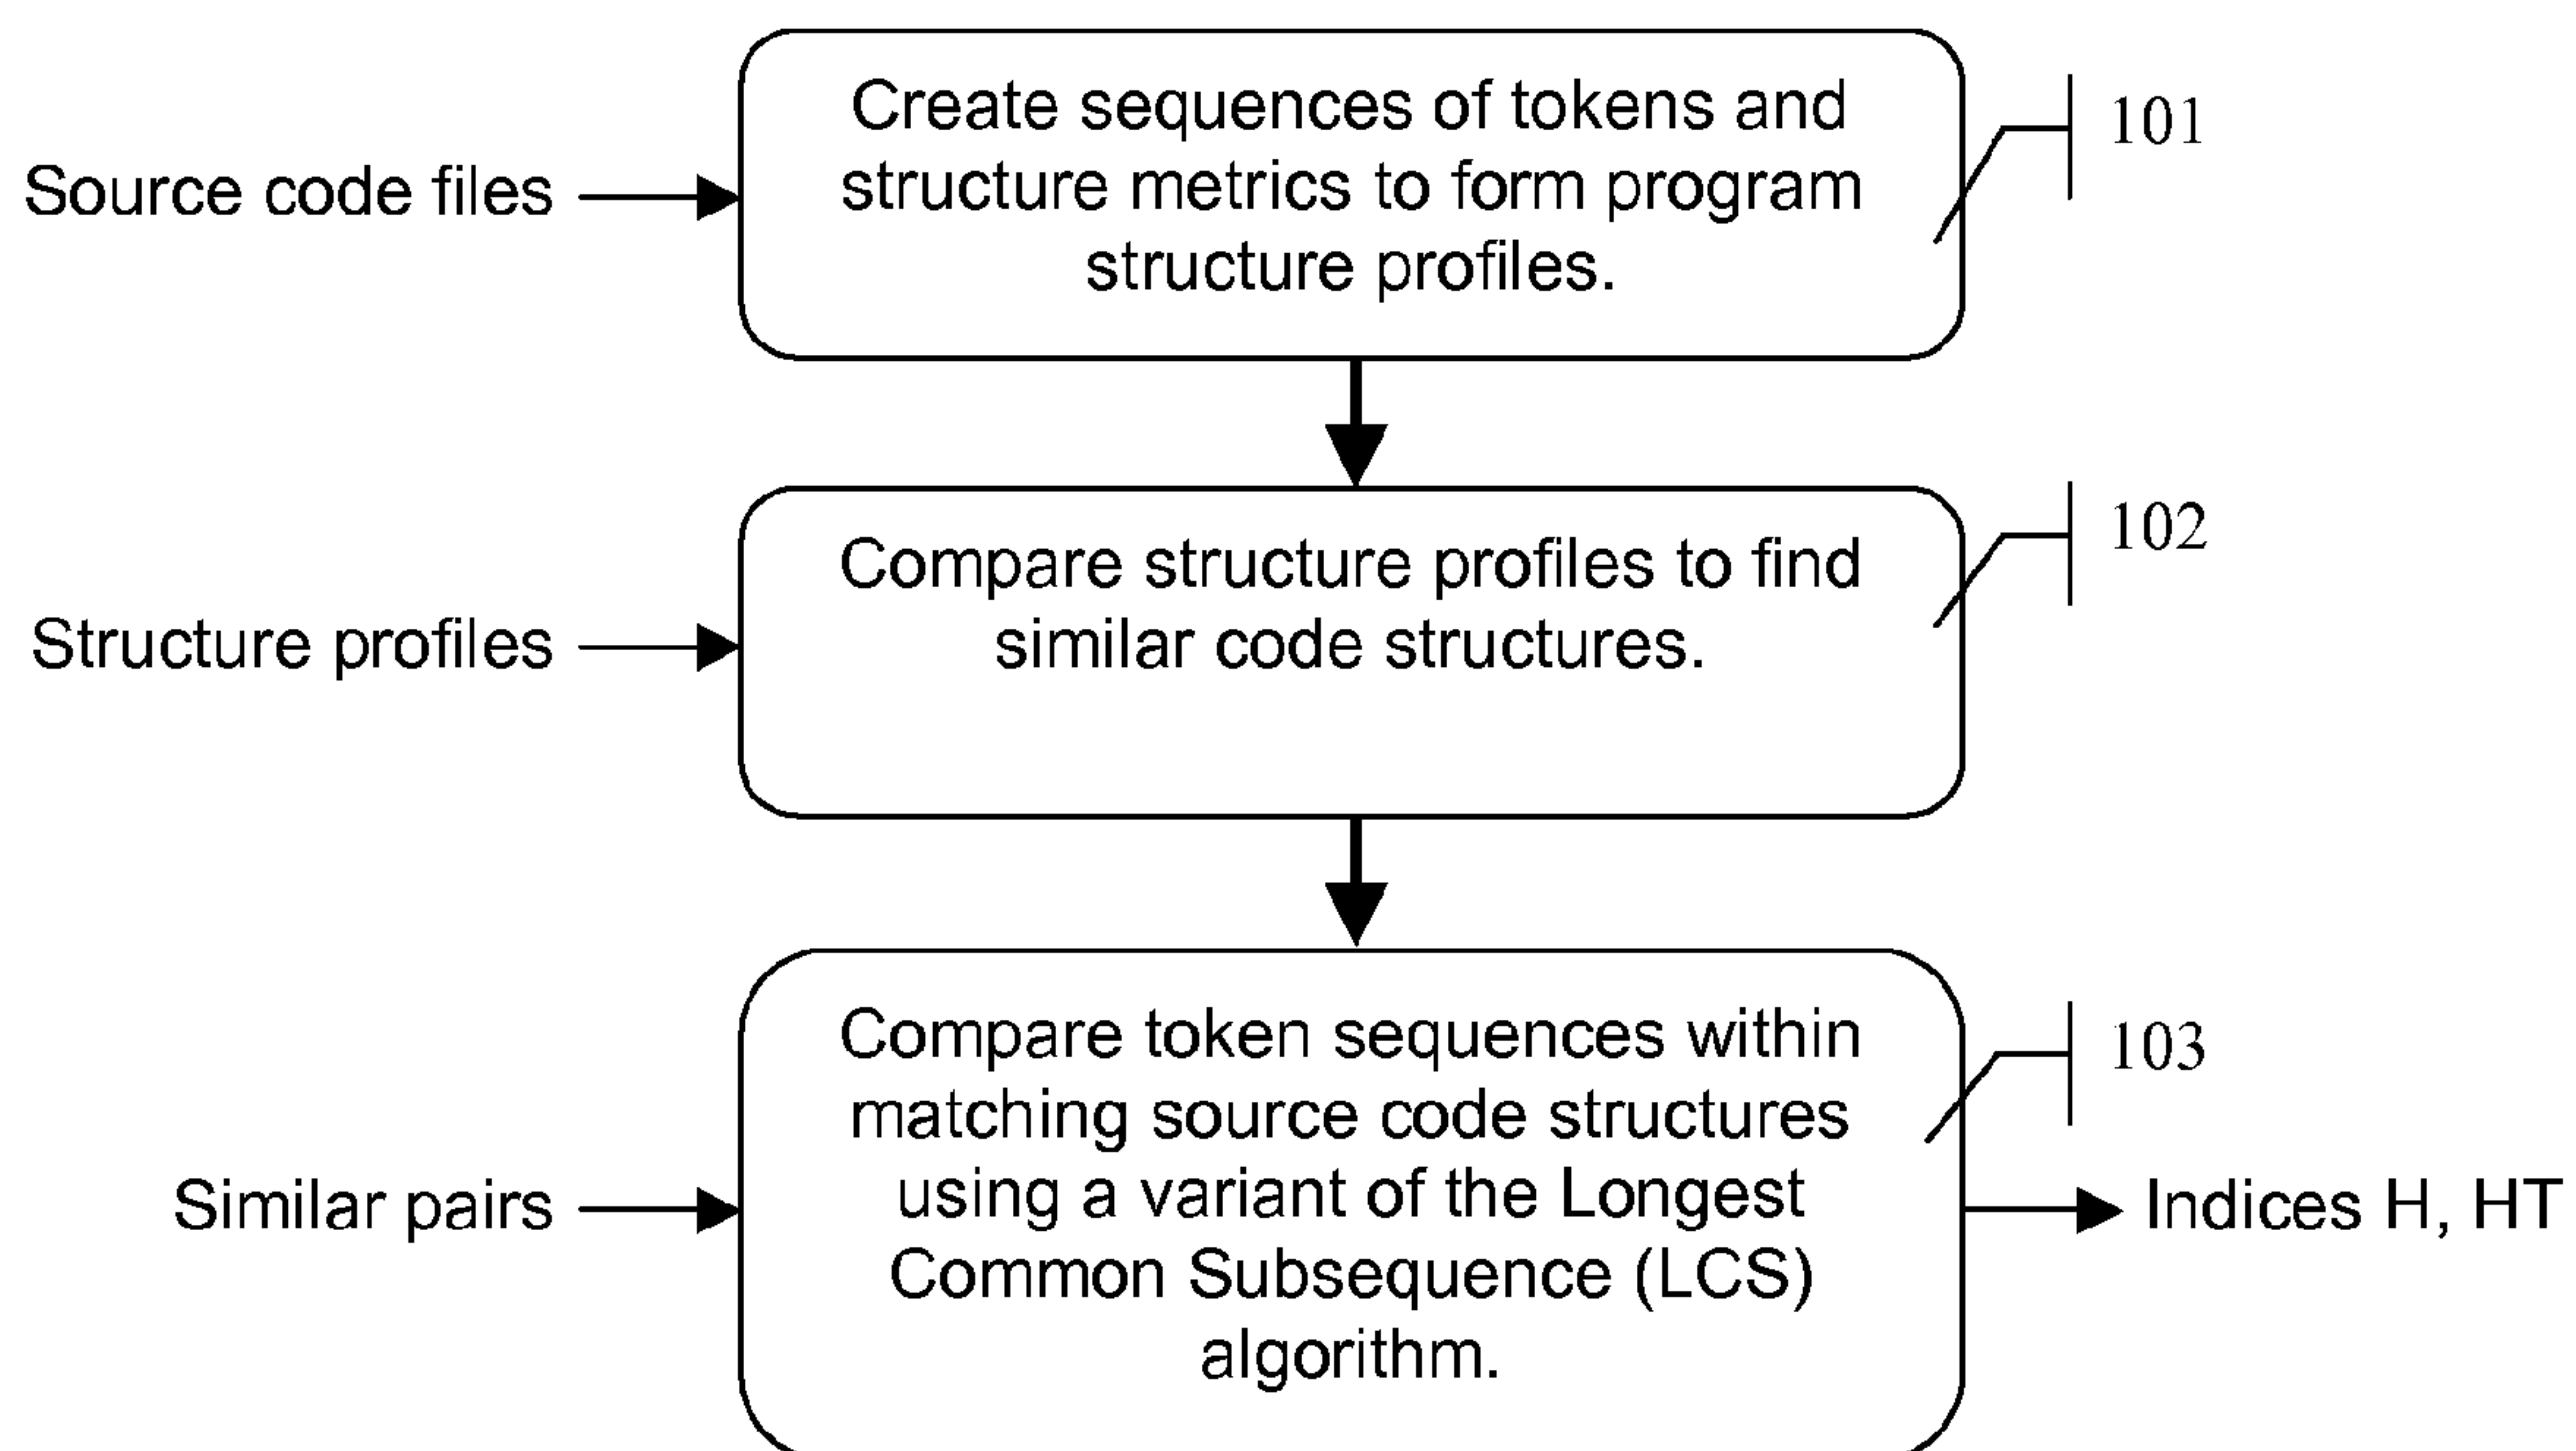 Source code files
Create sequences of tokens and
structure metrics to form program
structure profiles.
101
Structure profiles
Compare structure profiles to find
similar code structures.
102
Similar pairs
Compare token sequences within
matching source code structures
using a variant of the Longest
Common Subsequence (LCS)
algorithm.
103
Indices H, HT